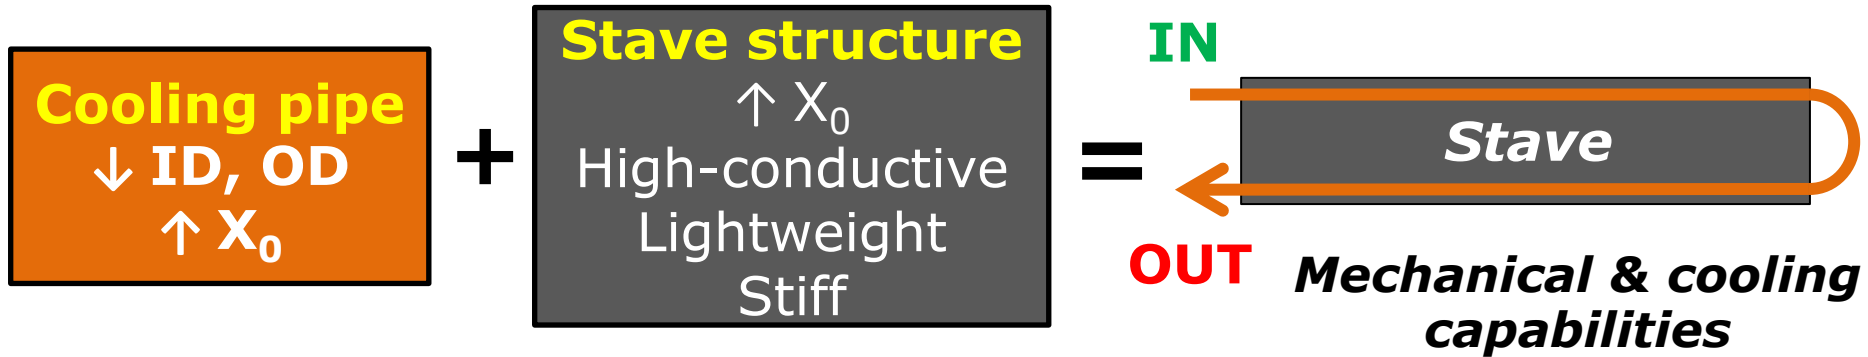 Cooling pipe
↓ ID, OD
↑ X₀
+
Stave structure
↑ X₀
High-conductive
Lightweight
Stiff
=
IN
Stave
OUT
Mechanical & cooling
capabilities